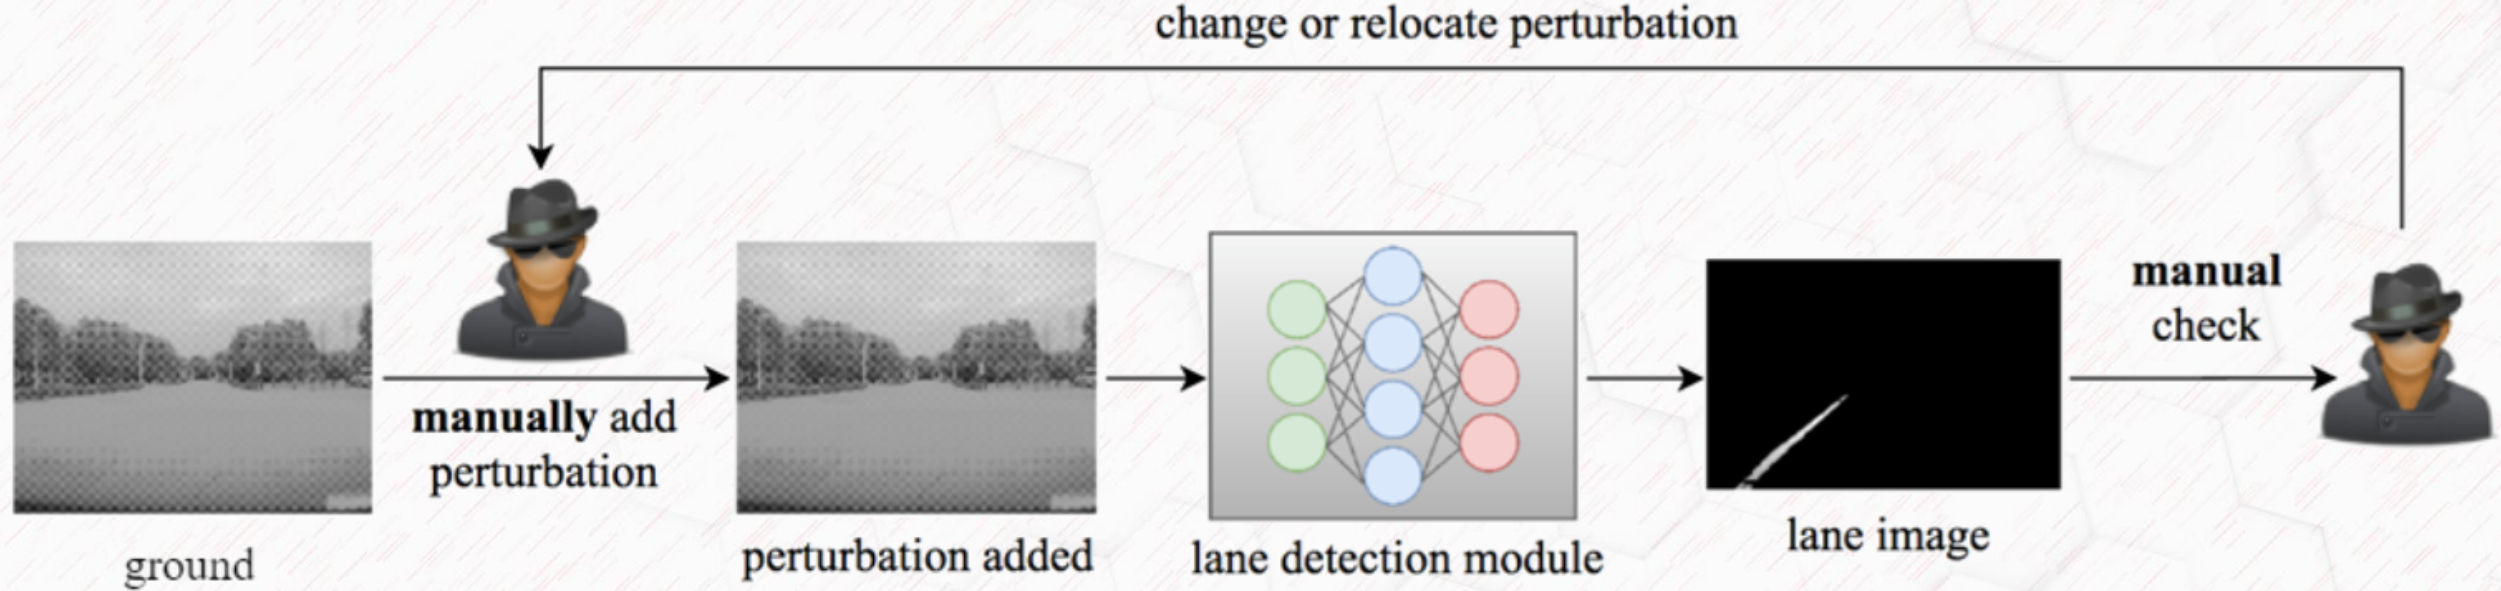 change or relocate perturbation
manually add
perturbation
manual
check
ground
perturbation added
lane detection module
lane image